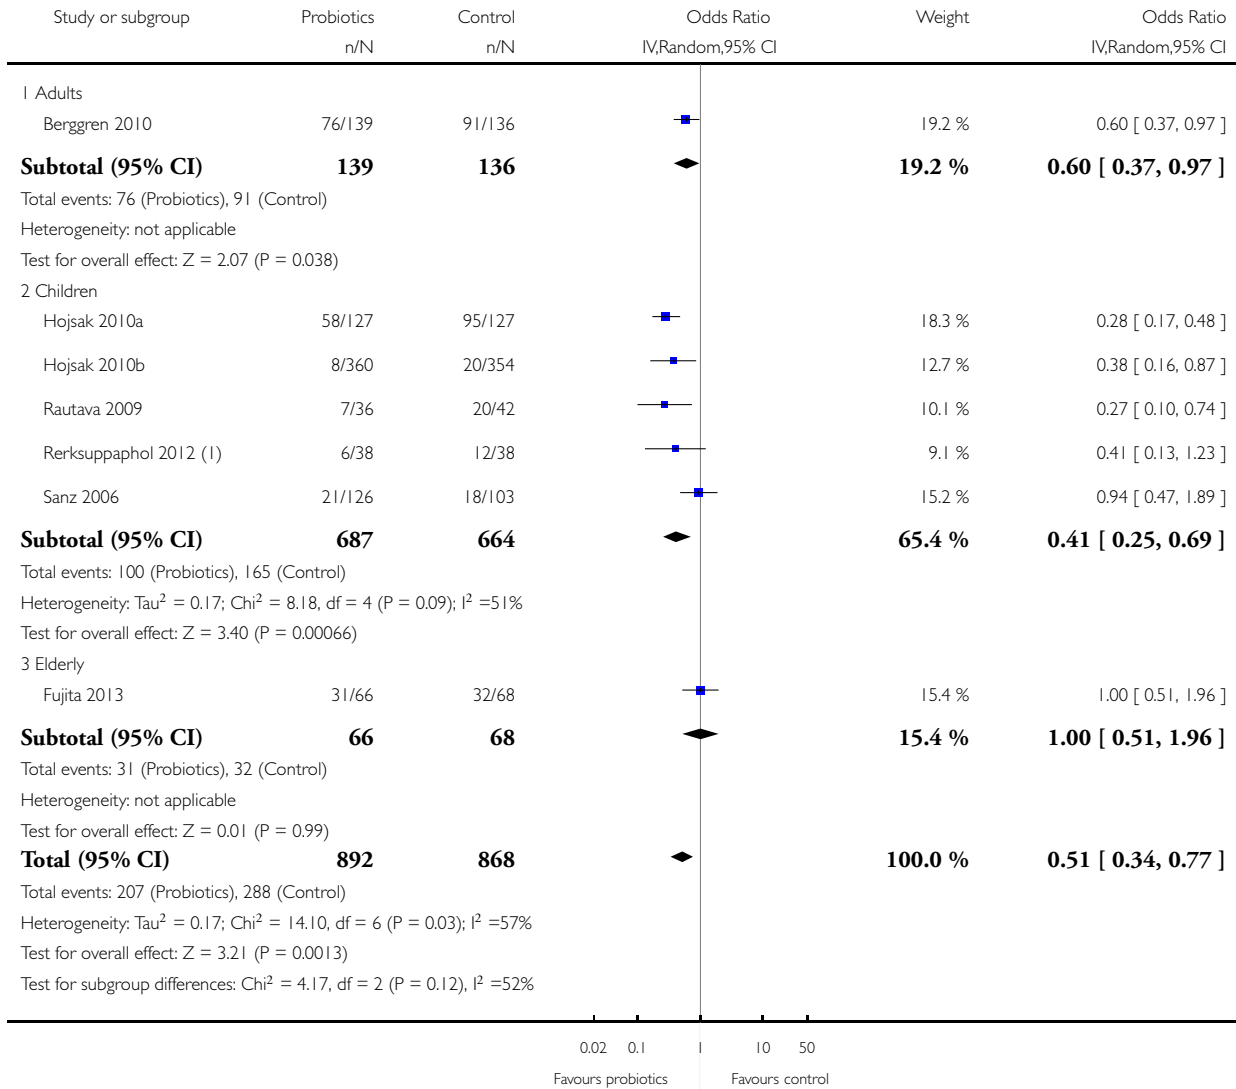 Study or subgroup Probiotics Control Odds Ratio Weight Odds Ratio
n/N n/N IV,Random,95% CI IV,Random,95% CI
1 Adults
Berggren 2010 76/139 91/136 19.2 % 0.60 [ 0.37, 0.97 ]
Subtotal (95% CI) 139 136 19.2 % 0.60 [ 0.37, 0.97 ]
Total events: 76 (Probiotics), 91 (Control)
Heterogeneity: not applicable
Test for overall effect: Z = 2.07 (P = 0.038)
2 Children
Hojsak 2010a 58/127 95/127 18.3 % 0.28 [ 0.17, 0.48 ]
Hojsak 2010b 8/360 20/354 12.7 % 0.38 [ 0.16, 0.87 ]
Rautava 2009 7/36 20/42 10.1 % 0.27 [ 0.10, 0.74 ]
Rerksuppaphol 2012 (1) 6/38 12/38 9.1 % 0.41 [ 0.13, 1.23 ]
Sanz 2006 21/126 18/103 15.2 % 0.94 [ 0.47, 1.89 ]
Subtotal (95% CI) 687 664 65.4 % 0.41 [ 0.25, 0.69 ]
Total events: 100 (Probiotics), 165 (Control)
Heterogeneity: Tau² = 0.17; Chi² = 8.18, df = 4 (P = 0.09); I² =51%
Test for overall effect: Z = 3.40 (P = 0.00066)
3 Elderly
Fujita 2013 31/66 32/68 15.4 % 1.00 [ 0.51, 1.96 ]
Subtotal (95% CI) 66 68 15.4 % 1.00 [ 0.51, 1.96 ]
Total events: 31 (Probiotics), 32 (Control)
Heterogeneity: not applicable
Test for overall effect: Z = 0.01 (P = 0.99)
Total (95% CI) 892 868 100.0 % 0.51 [ 0.34, 0.77 ]
Total events: 207 (Probiotics), 288 (Control)
Heterogeneity: Tau² = 0.17; Chi² = 14.10, df = 6 (P = 0.03); I² =57%
Test for overall effect: Z = 3.21 (P = 0.0013)
Test for subgroup differences: Chi² = 4.17, df = 2 (P = 0.12), I² =52%
0.02 0.1 1 10 50
Favours probiotics Favours control